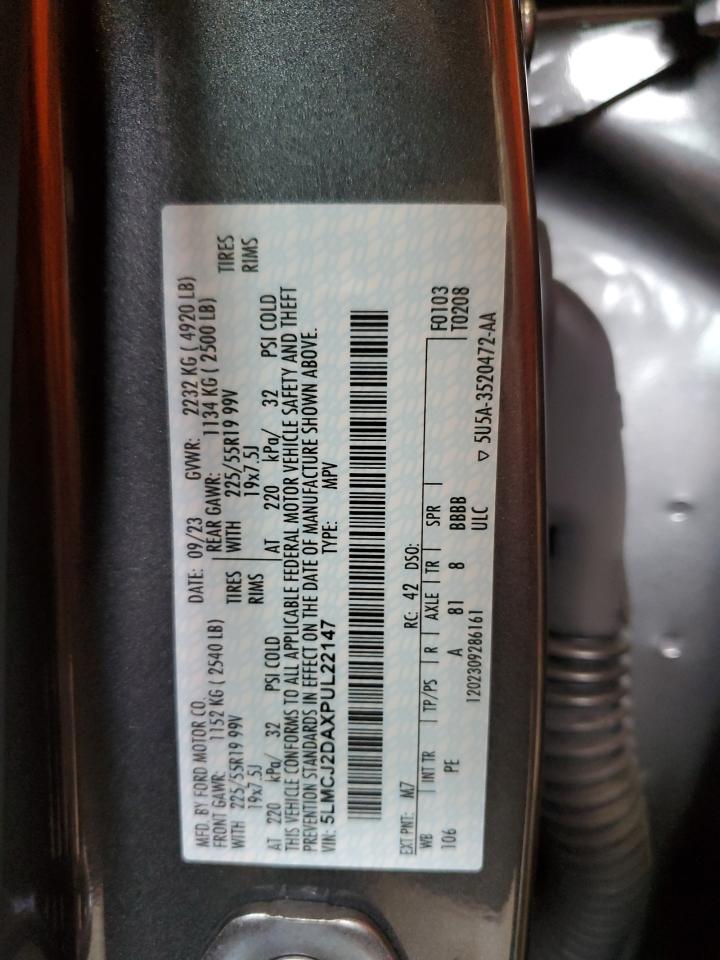 MFD. BY FORD MOTOR CO. DATE: 09/23 GVWR: 2232 KG ( 4920 LB)
FRONT GAWR: 1152 KG ( 2540 LB) REAR GAWR: 1134 KG ( 2500 LB)
WITH 225/55R19 99V TIRES WITH 225/55R19 99V TIRES
19x7.5J RIMS 19x7.5J RIMS
AT 220 kPa/ 32 PSI COLD AT 220 kPa/ 32 PSI COLD
THIS VEHICLE CONFORMS TO ALL APPLICABLE FEDERAL MOTOR VEHICLE SAFETY AND THEFT
PREVENTION STANDARDS IN EFFECT ON THE DATE OF MANUFACTURE SHOWN ABOVE.
VIN: 5LMCJ2DAXPUL22147 TYPE: MPV
EXT PNT: M7 RC: 42 DSO: F0103
WB INT TR TP/PS R AXLE TR SPR T0208
106 PE A 81 8 BBBB
1202309286161 ULC ▽ 5U5A-3520472-AA